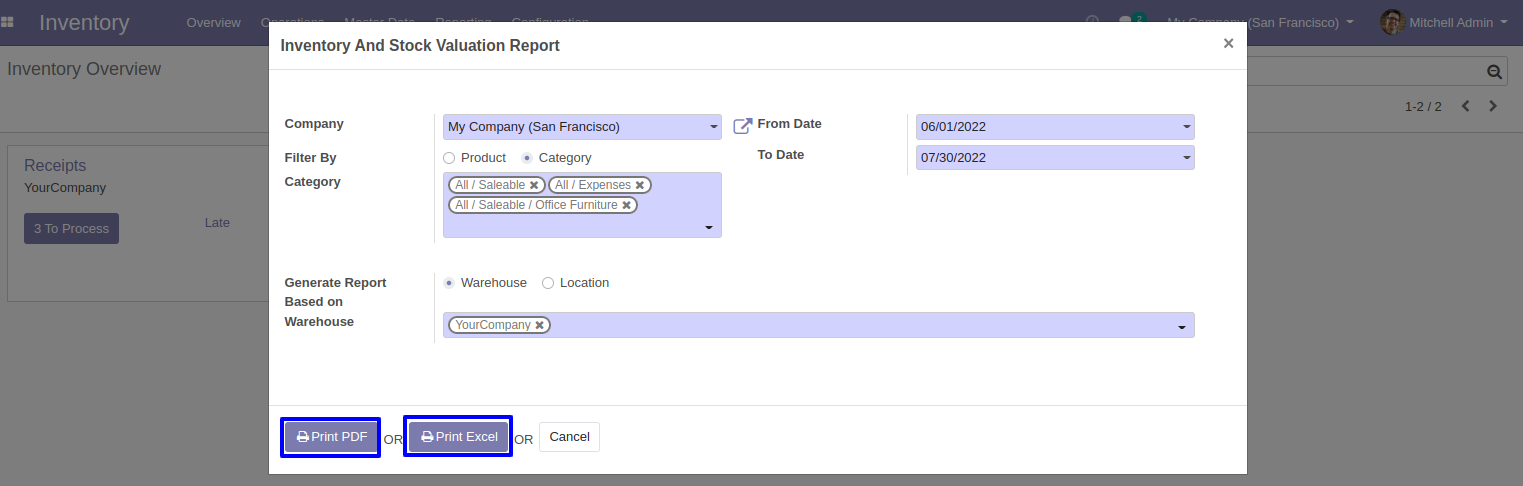 Inventory Overview Operations Master Data Reporting Configuration 2 My Company (San Francisco) Mitchell Admin
Inventory And Stock Valuation Report ×
Inventory Overview
1-2 / 2
Company My Company (San Francisco) From Date 06/01/2022
Filter By Product Category To Date 07/30/2022
Category All / Saleable ✖ All / Expenses ✖
All / Saleable / Office Furniture ✖
Receipts
YourCompany
3 To Process Late
Generate Report Warehouse Location
Based on
Warehouse YourCompany ✖
Print PDF OR Print Excel OR Cancel